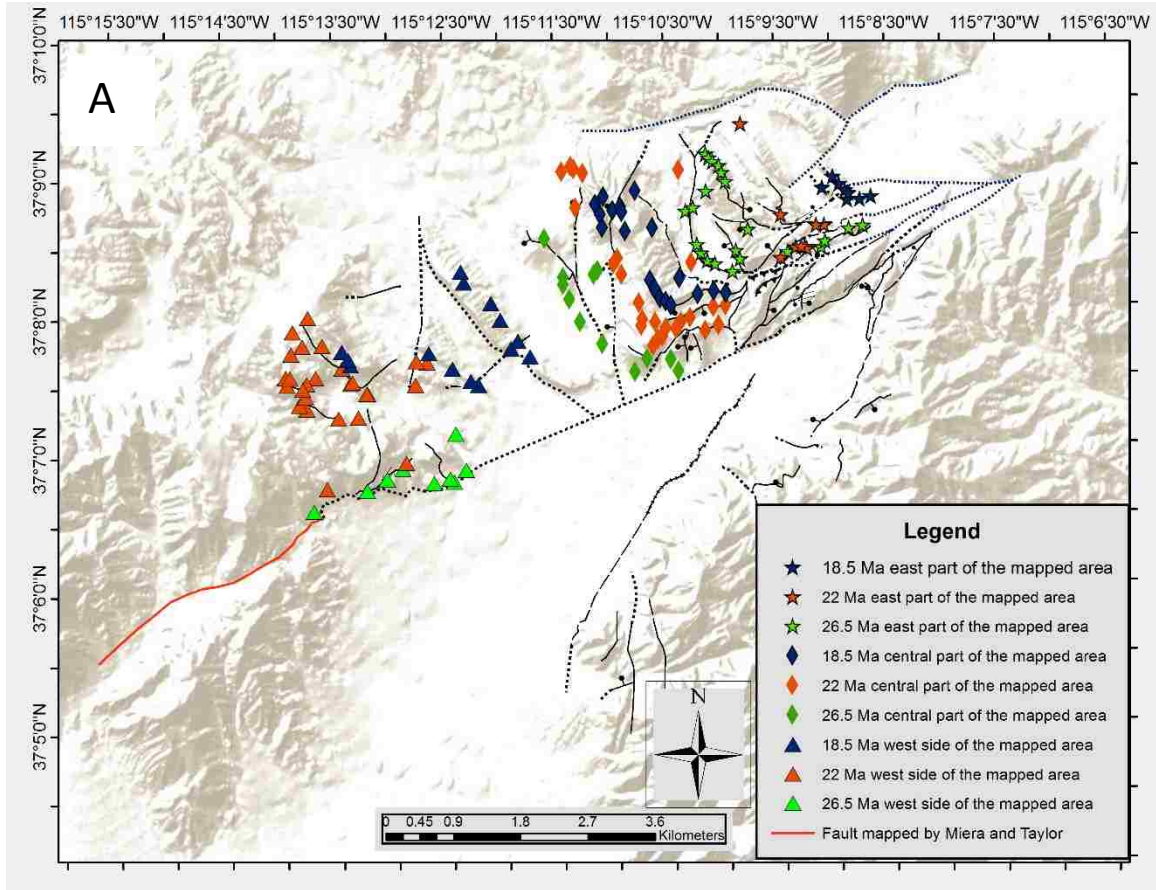 115°15'30"W 115°14'30"W 115°13'30"W 115°12'30"W 115°11'30"W 115°10'30"W 115°9'30"W 115°8'30"W 115°7'30"W 115°6'30"W
A
37°10'0"N
37°9'0"N
37°8'0"N
37°7'0"N
37°6'0"N
37°5'0"N
Legend
18.5 Ma east part of the mapped area
22 Ma east part of the mapped area
26.5 Ma east part of the mapped area
18.5 Ma central part of the mapped area
22 Ma central part of the mapped area
26.5 Ma central part of the mapped area
18.5 Ma west side of the mapped area
22 Ma west side of the mapped area
26.5 Ma west side of the mapped area
Fault mapped by Miera and Taylor
N
0 0.45 0.9 1.8 2.7 3.6
Kilometers